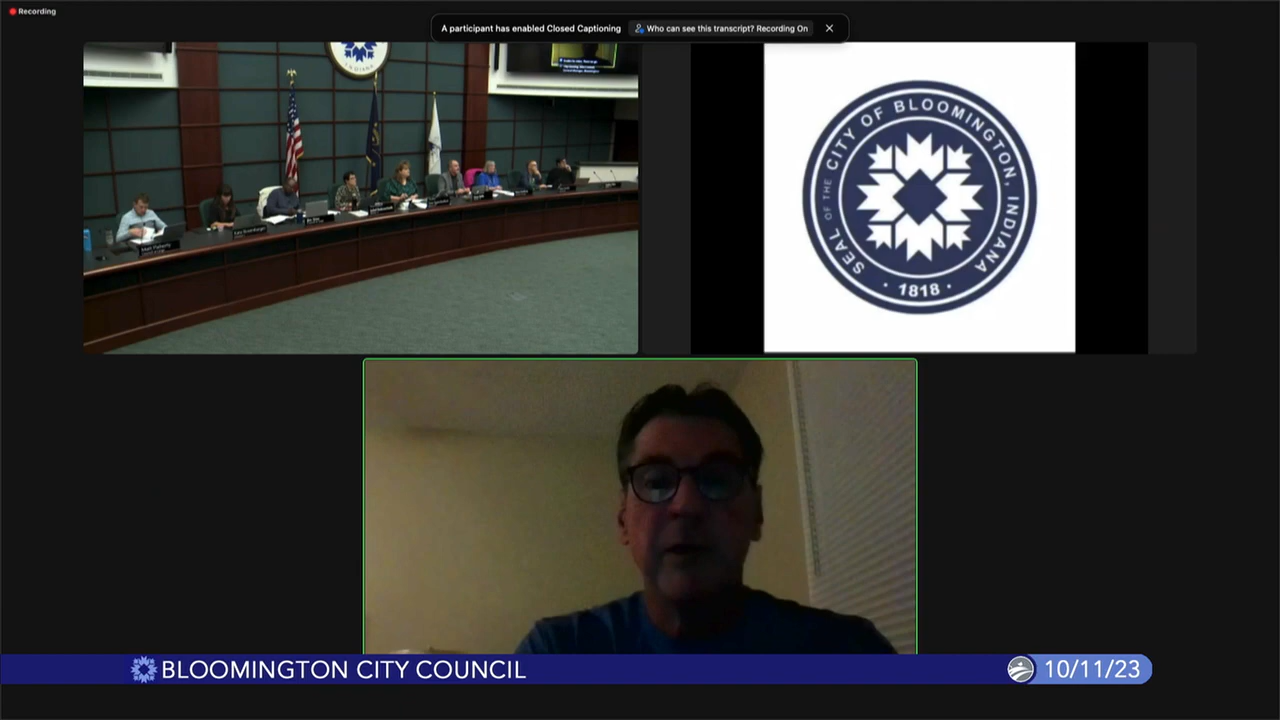 Recording
A participant has enabled Closed Captioning
Who can see this transcript? Recording On
SEAL OF THE CITY OF BLOOMINGTON, INDIANA
· 1818 ·
BLOOMINGTON CITY COUNCIL
10/11/23